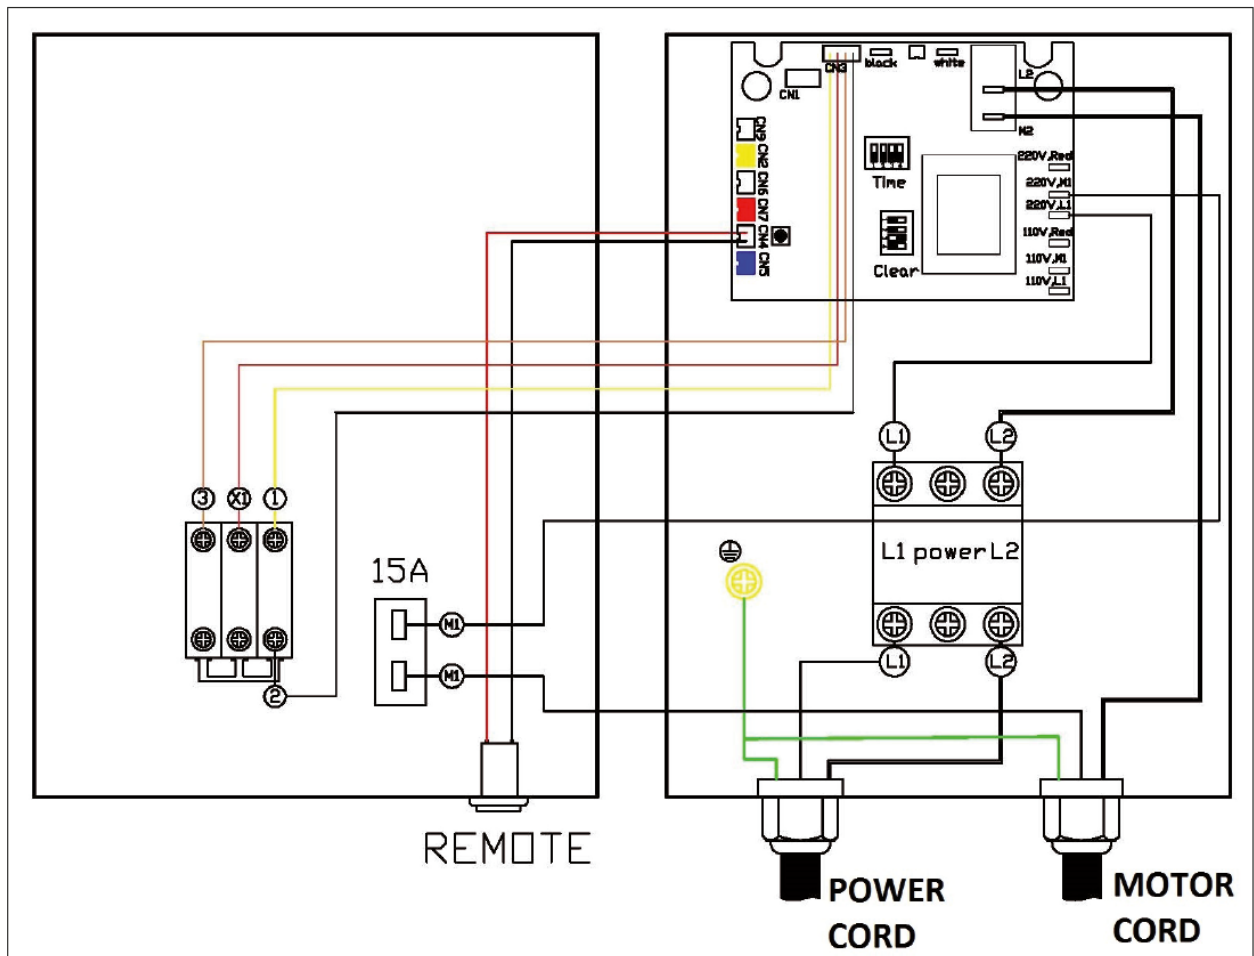 CN3
black
white
L2
CN1
M2
CN9
CN2
CN6
CN7
CN4
CN5
Time
Clear
220V,Red
220V,M1
220V,L1
110V,Red
110V,M1
110V,L1
L1
L2
3
X1
1
L1 power L2
15A
M1
M1
L1
L2
2
REMOTE
POWER
CORD
MOTOR
CORD